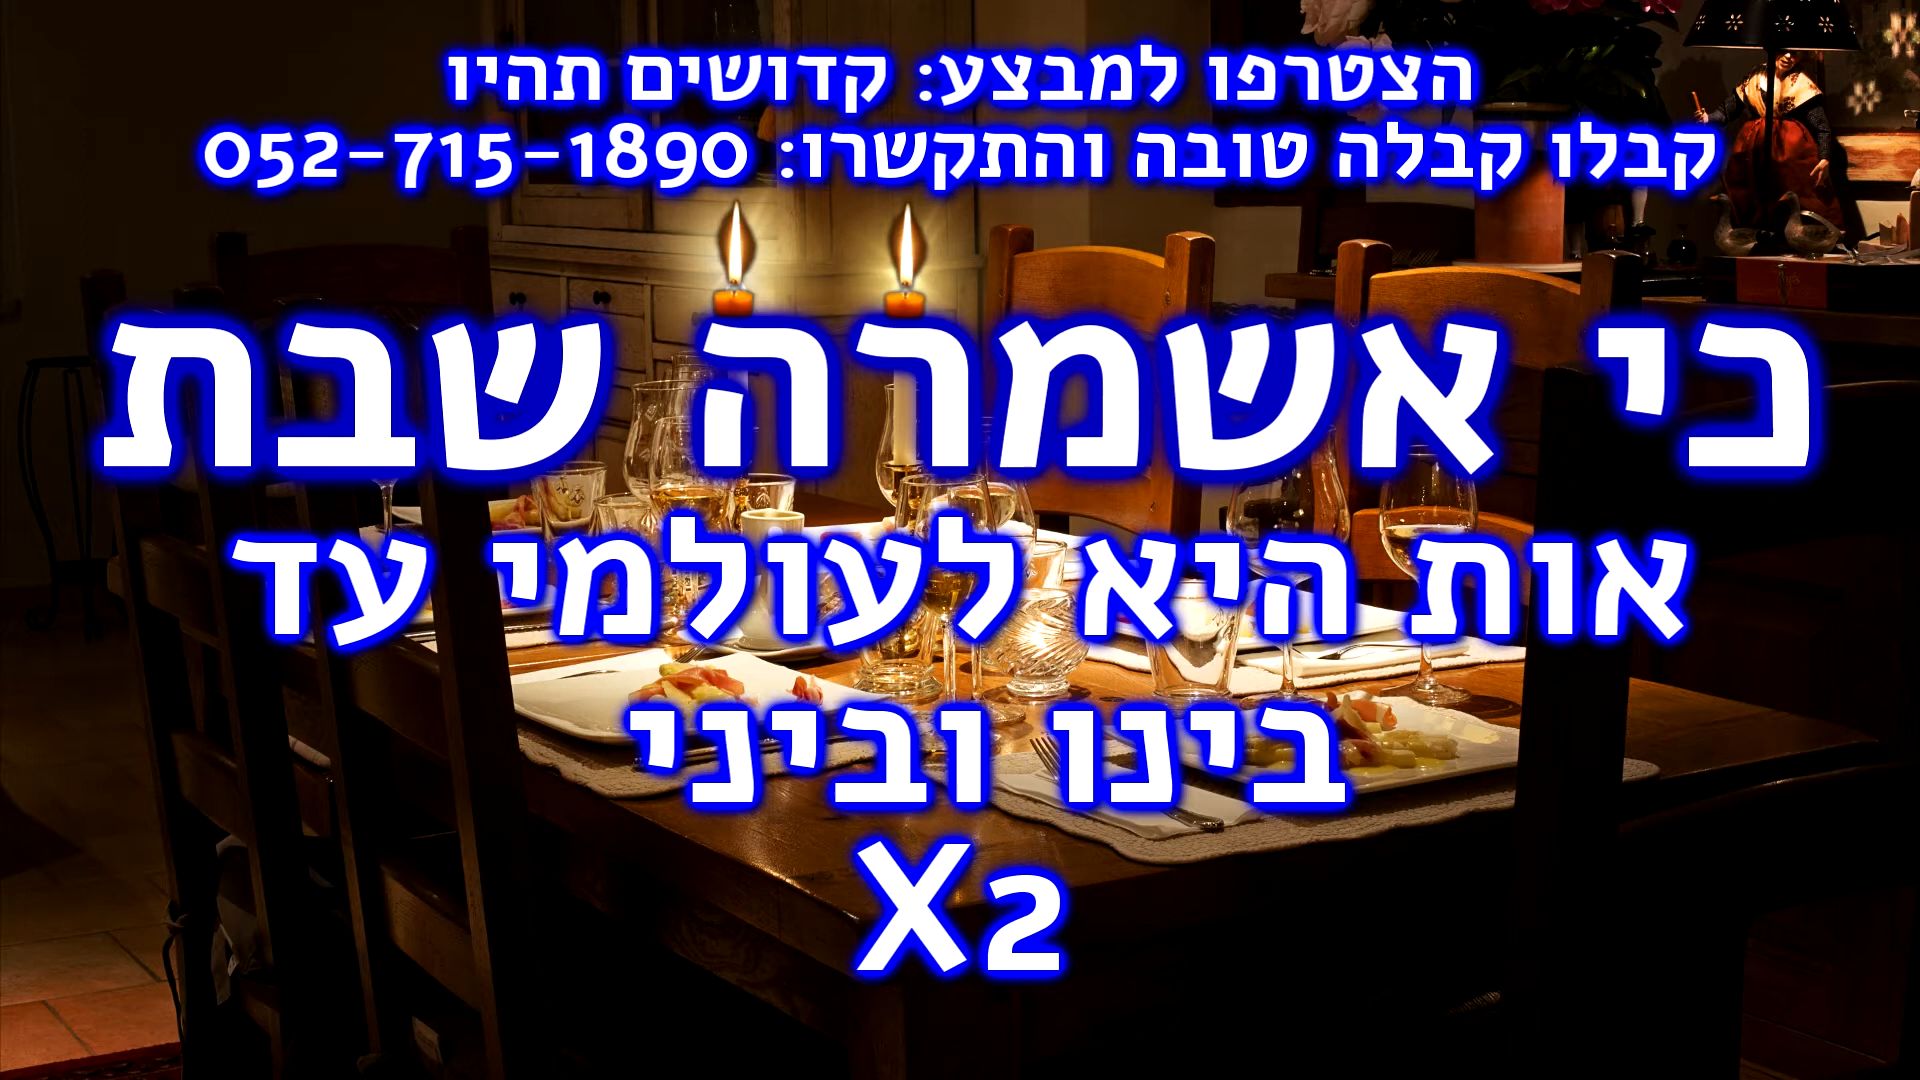 הצטרפו למבצע: קדושים תהיו
קבלו קבלה טובה והתקשרו: 052-715-1890
כי אשמרה שבת
אות היא לעולמי עד
בינו וביני
X2